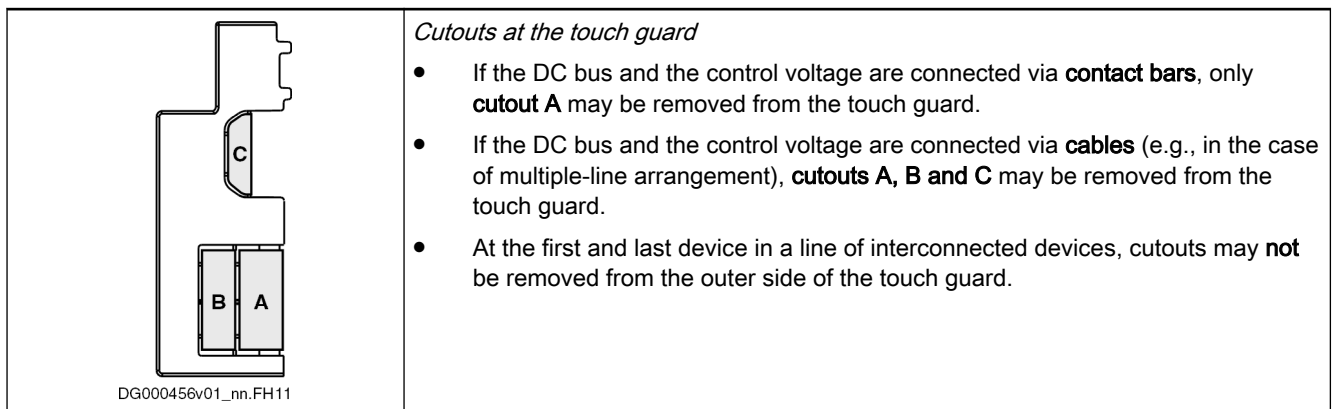 C
B A
DG000456v01_nn.FH11
Cutouts at the touch guard
● If the DC bus and the control voltage are connected via contact bars, only
cutout A may be removed from the touch guard.
● If the DC bus and the control voltage are connected via cables (e.g., in the case
of multiple-line arrangement), cutouts A, B and C may be removed from the
touch guard.
● At the first and last device in a line of interconnected devices, cutouts may not
be removed from the outer side of the touch guard.